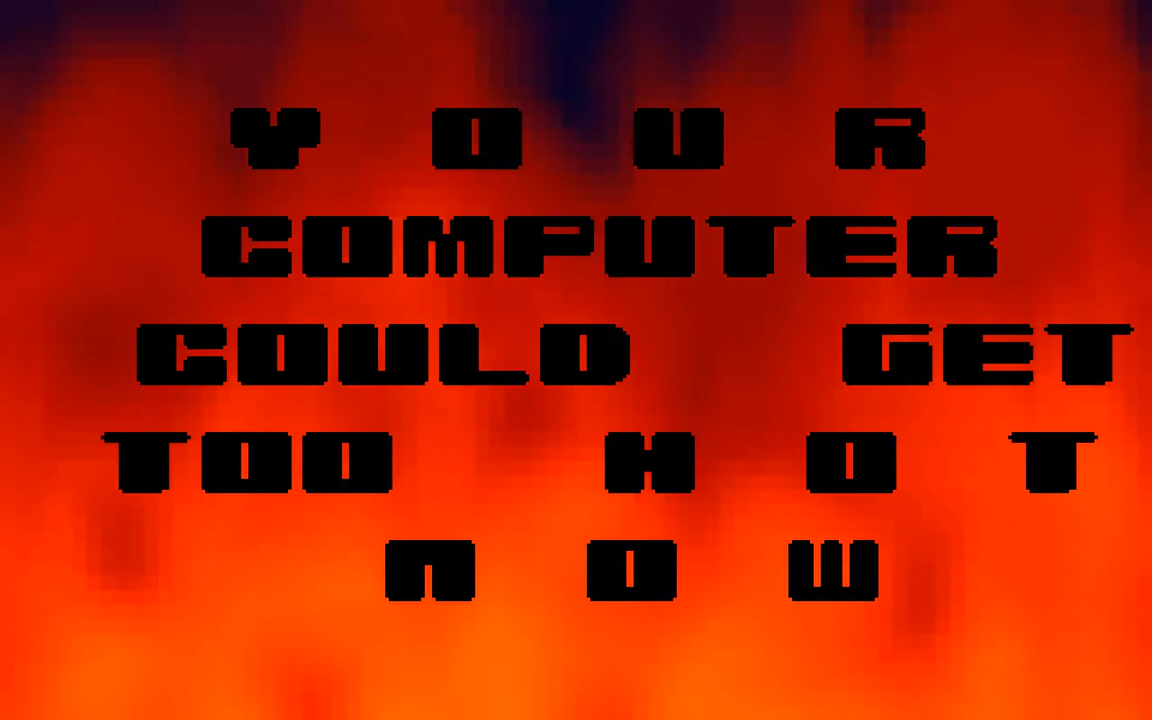 Y O U R
COMPUTER
COULD GET
TOO H O T
N O W